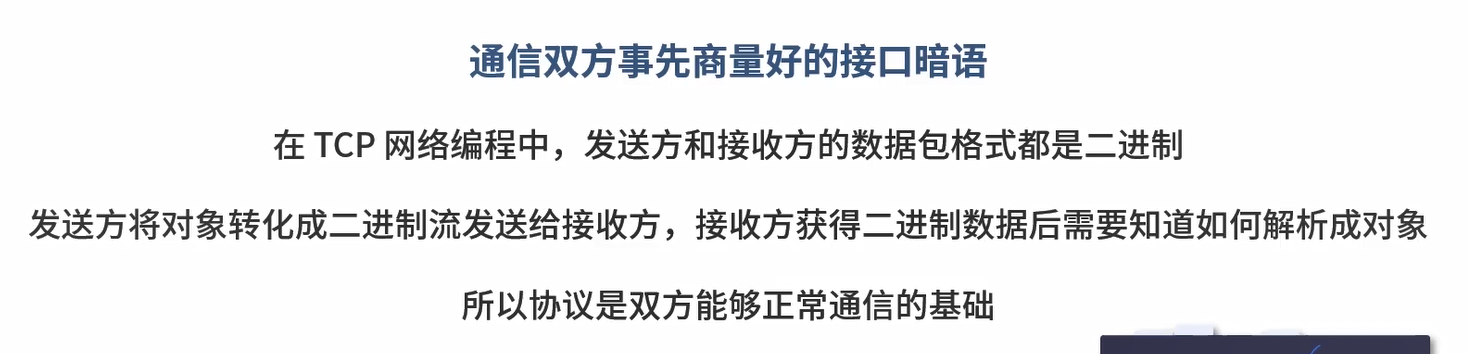 通信双方事先商量好的接口暗语
在 TCP 网络编程中，发送方和接收方的数据包格式都是二进制
发送方将对象转化成二进制流发送给接收方，接收方获得二进制数据后需要知道如何解析成对象
所以协议是双方能够正常通信的基础